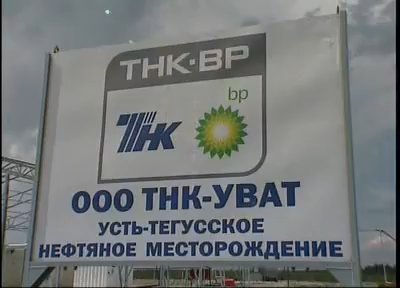 ТНК-ВР
bp
ТНК
ООО ТНК-УВАТ
УСТЬ-ТЕГУССКОЕ
НЕФТЯНОЕ МЕСТОРОЖДЕНИЕ